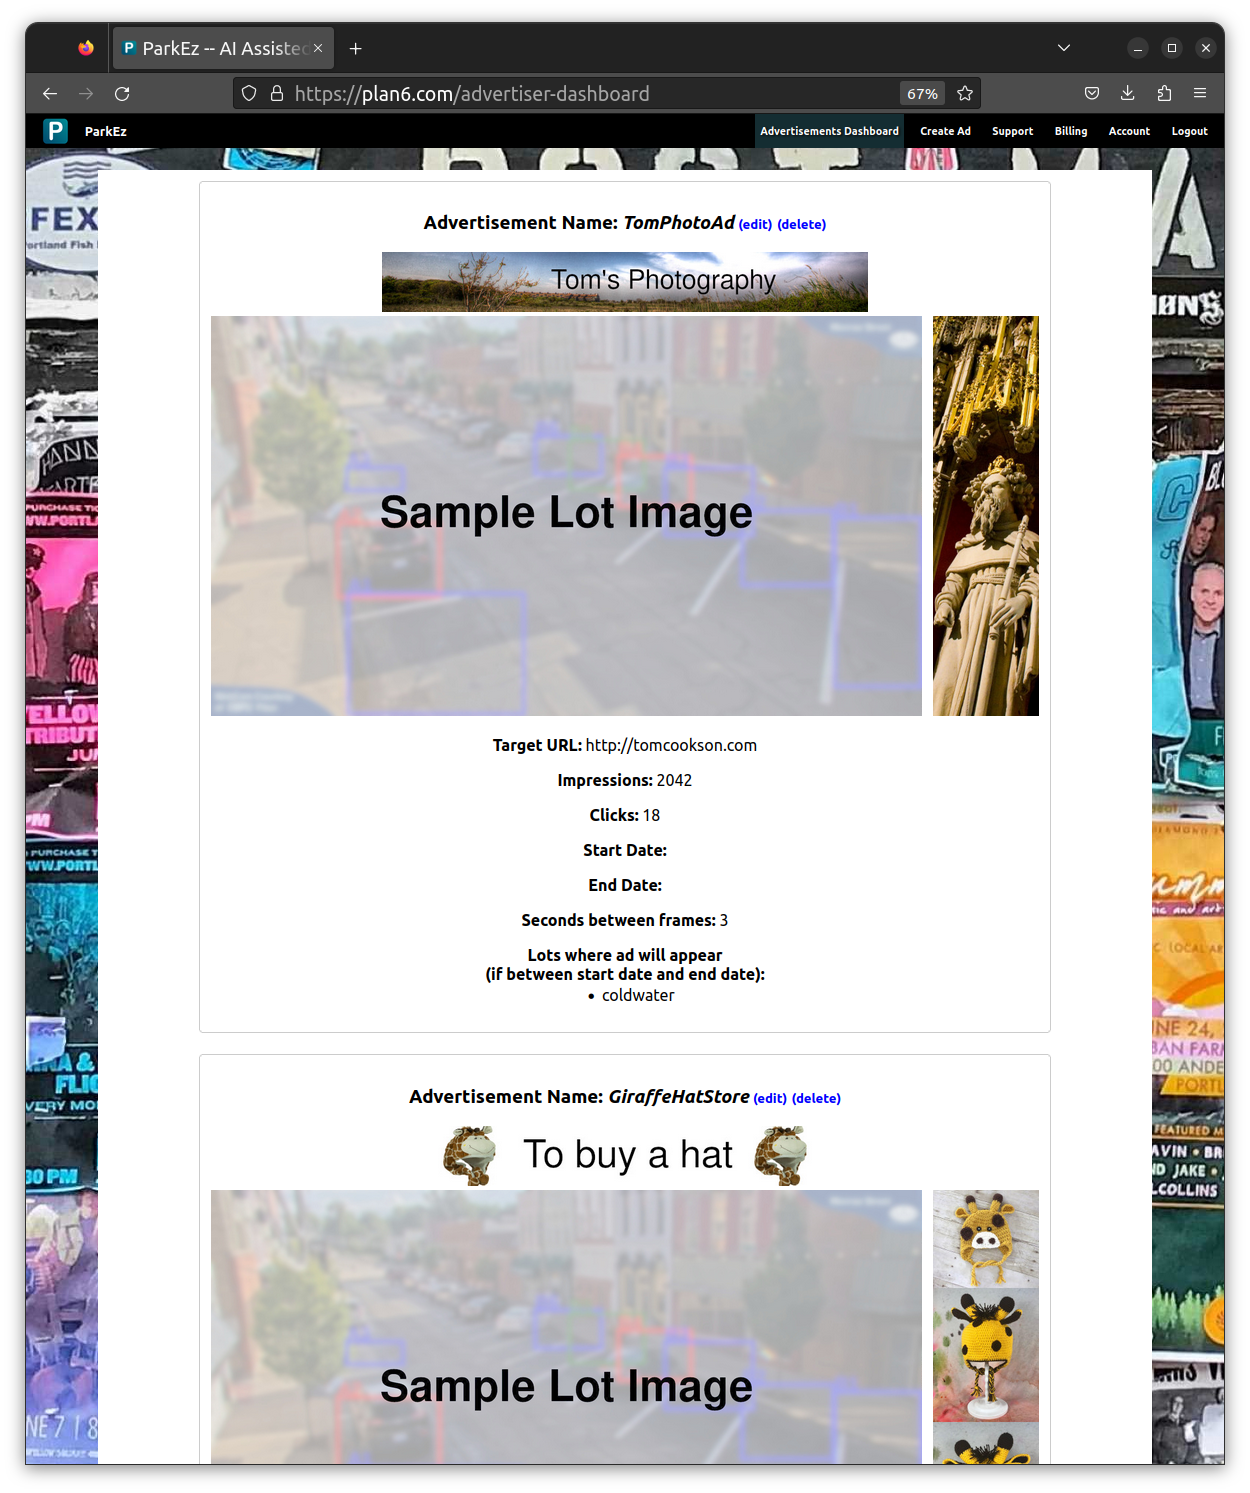 ParkEz -- AI Assisted
https://plan6.com/advertiser-dashboard
67%
P ParkEz
Advertisements Dashboard
Create Ad
Support
Billing
Account
Logout
Advertisement Name: TomPhotoAd (edit) (delete)
Tom's Photography
Sample Lot Image
Target URL: http://tomcookson.com
Impressions: 2042
Clicks: 18
Start Date:
End Date:
Seconds between frames: 3
Lots where ad will appear
(if between start date and end date):
• coldwater
Advertisement Name: GiraffeHatStore (edit) (delete)
To buy a hat
Sample Lot Image